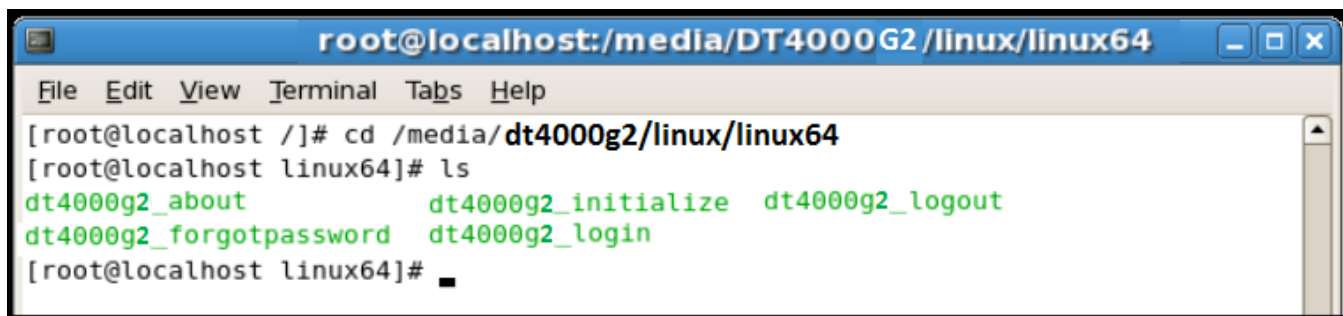 root@localhost:/media/DT4000G2/linux/linux64
File Edit View Terminal Tabs Help
[root@localhost /]# cd /media/dt4000g2/linux/linux64
[root@localhost linux64]# ls
dt4000g2_about dt4000g2_initialize dt4000g2_logout
dt4000g2_forgotpassword dt4000g2_login
[root@localhost linux64]#